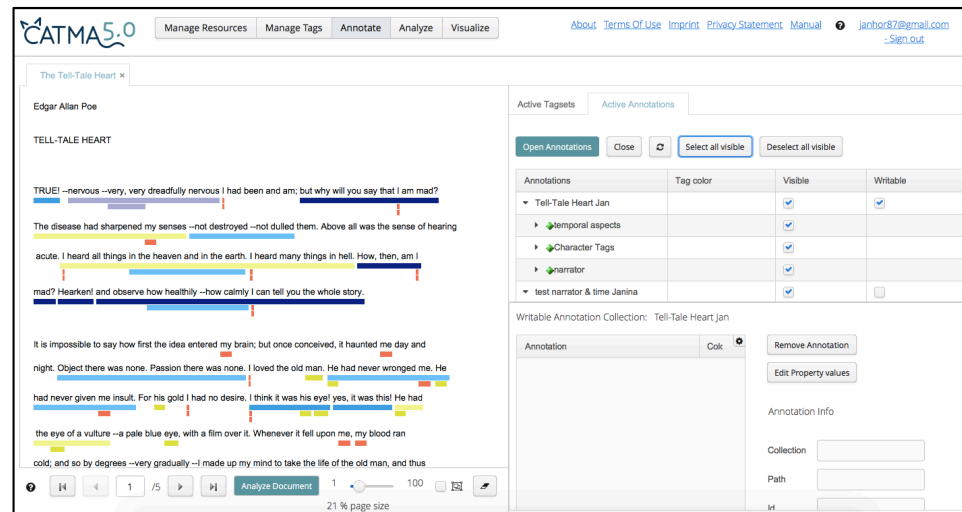 CATMA5.0
Manage Resources Manage Tags Annotate Analyze Visualize
About Terms Of Use Imprint Privacy Statement Manual janhor87@gmail.com
- Sign out
The Tell-Tale Heart ×
Edgar Allan Poe
TELL-TALE HEART
TRUE! --nervous --very, very dreadfully nervous I had been and am; but why will you say that I am mad?
The disease had sharpened my senses --not destroyed --not dulled them. Above all was the sense of hearing
acute. I heard all things in the heaven and in the earth. I heard many things in hell. How, then, am I
mad? Hearken! and observe how healthily --how calmly I can tell you the whole story.
It is impossible to say how first the idea entered my brain; but once conceived, it haunted me day and
night. Object there was none. Passion there was none. I loved the old man. He had never wronged me. He
had never given me insult. For his gold I had no desire. I think it was his eye! yes, it was this! He had
the eye of a vulture --a pale blue eye, with a film over it. Whenever it fell upon me, my blood ran
cold; and so by degrees --very gradually --I made up my mind to take the life of the old man, and thus
1 /5 Analyze Document 1 100
21 % page size
Active Tagsets Active Annotations
Open Annotations Close Select all visible Deselect all visible
Annotations Tag color Visible Writable
Tell-Tale Heart Jan
temporal aspects
Character Tags
narrator
test narrator & time Janina
Writable Annotation Collection: Tell-Tale Heart Jan
Annotation Colo
Remove Annotation
Edit Property values
Annotation Info
Collection
Path
Id